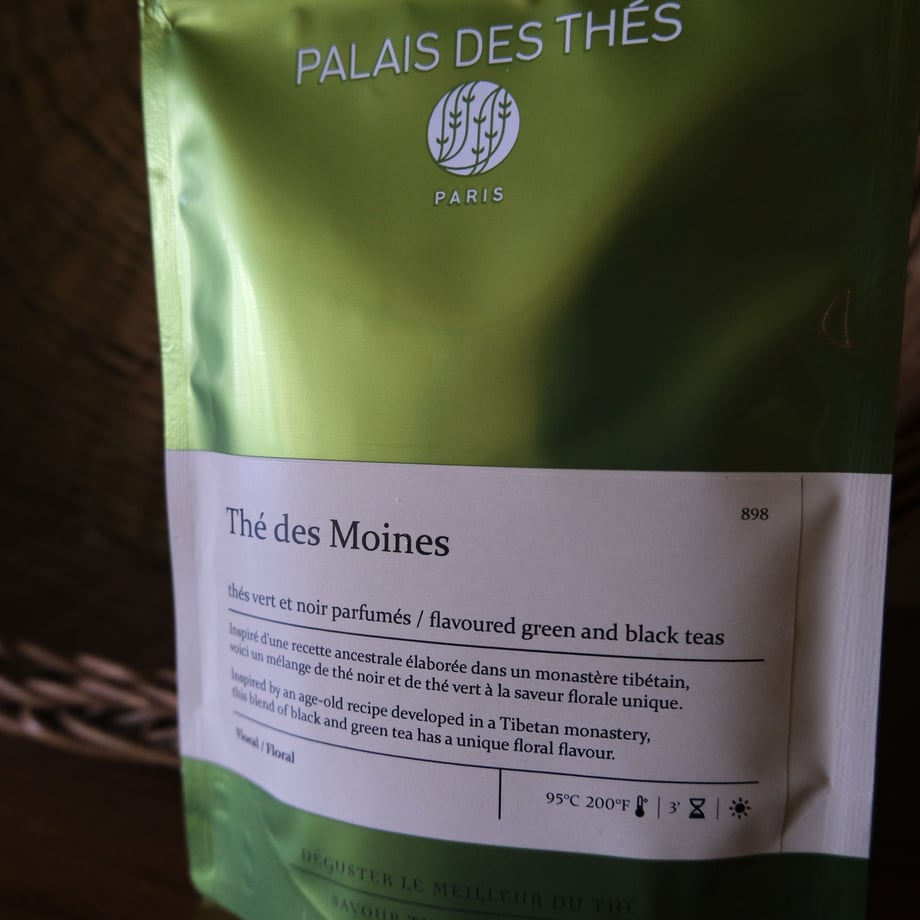 PALAIS DES THÉS
PARIS
898
Thé des Moines
thés vert et noir parfumés / flavoured green and black teas
Inspiré d'une recette ancestrale élaborée dans un monastère tibétain,
voici un mélange de thé noir et de thé vert à la saveur florale unique.
Inspired by an age-old recipe developed in a Tibetan monastery,
this blend of black and green tea has a unique floral flavour.
Floral / Floral
95°C 200°F | 3' |
DÉGUSTER LE MEILLEUR DU THÉ
SAVOUR